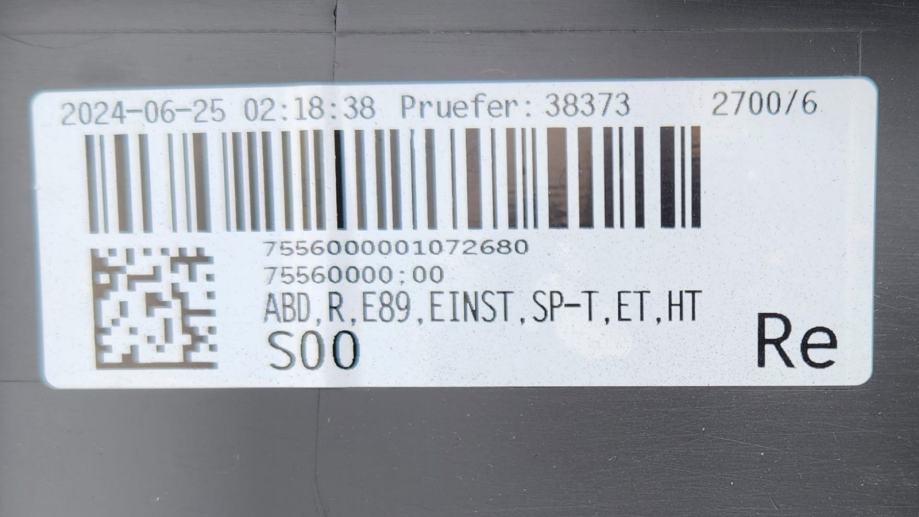 2024-06-25 02:18:38 Pruefer: 38373 2700/6
7556000001072680
75560000;00
ABD,R,E89,EINST,SP-T,ET,HT
S00
Re